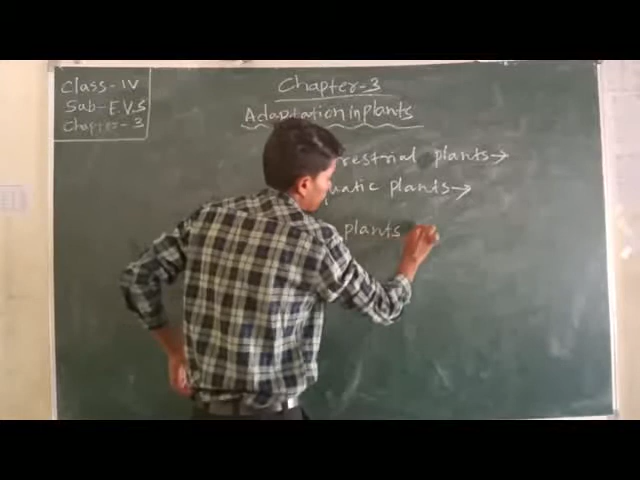 Class-IV
Sub-E.V.S
Chapter-3
Chapter-3
Adaptation in plants
restrial plants→
uatic plants→
plants